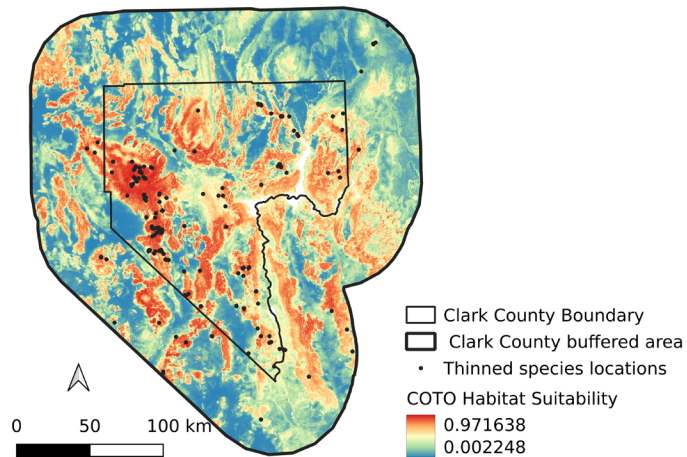 Clark County Boundary
Clark County buffered area
Thinned species locations
COTO Habitat Suitability
0.971638
0.002248
0 50 100 km